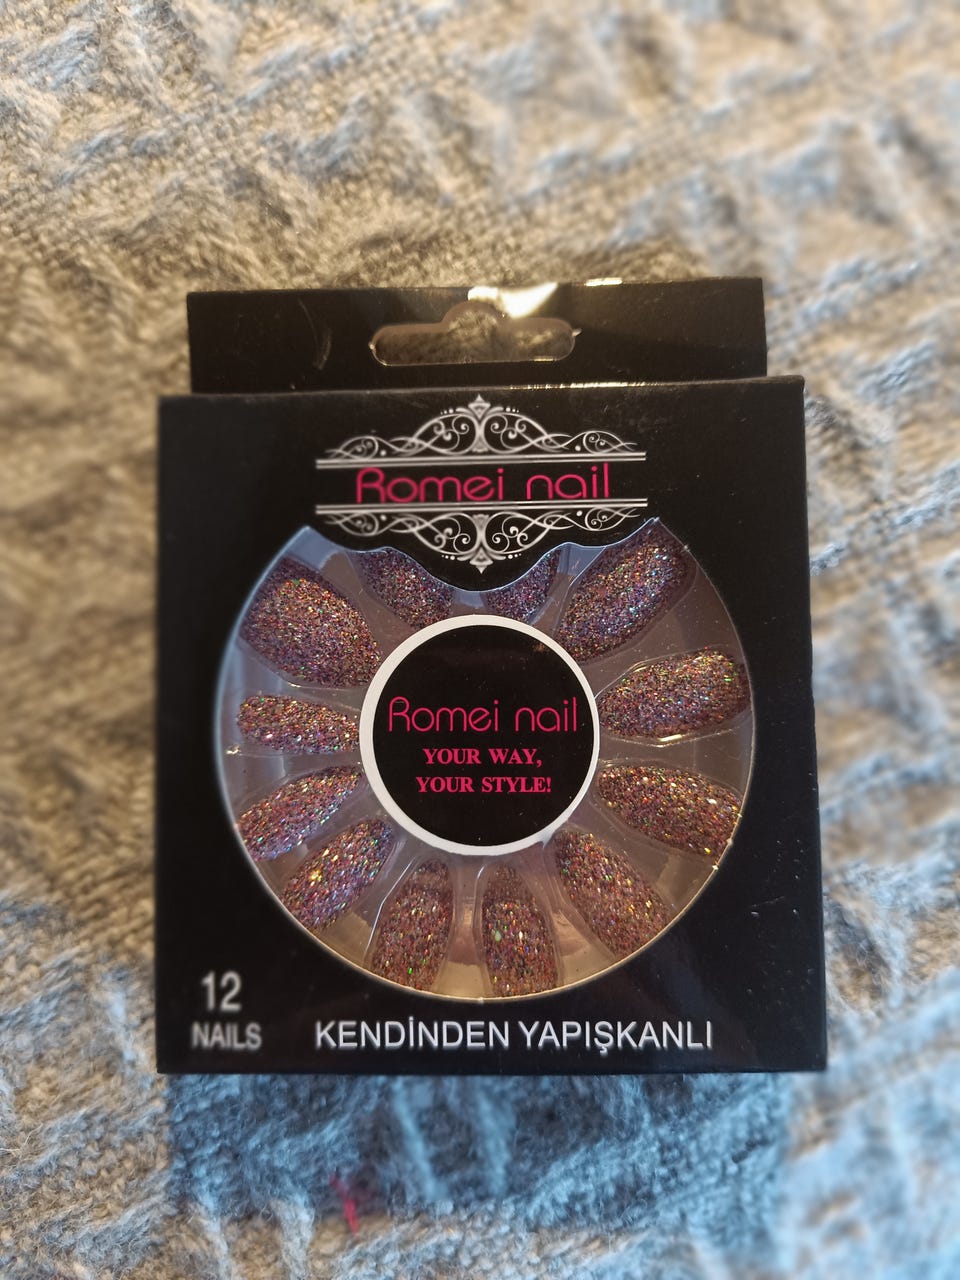 Romei nail
Romei nail
YOUR WAY,
YOUR STYLE!
12
NAILS
KENDİNDEN YAPIŞKANLI